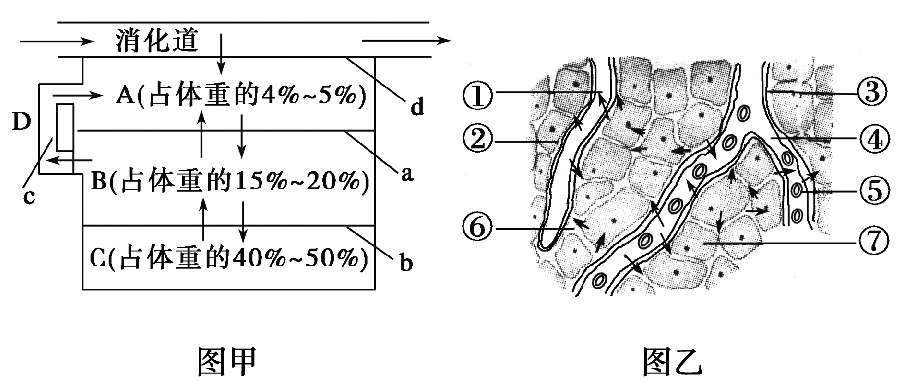 消化道
A(占体重的4%~5%)
d
D
a
B(占体重的15%~20%)
c
C(占体重的40%~50%)
b
图甲
①
②
③
④
⑤
⑥
⑦
图乙